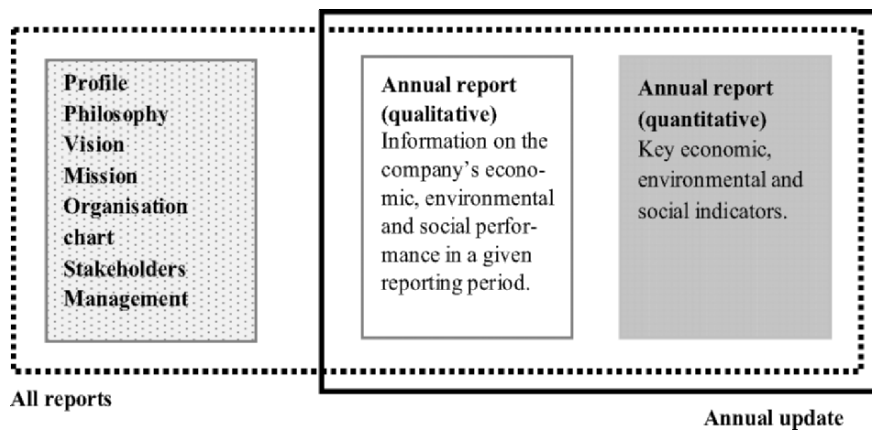 Profile
Philosophy
Vision
Mission
Organisation
chart
Stakeholders
Management
Annual report
(qualitative)
Information on the
company’s econo-
mic, environmental
and social perfor-
mance in a given
reporting period.
Annual report
(quantitative)
Key economic,
environmental and
social indicators.
All reports
Annual update